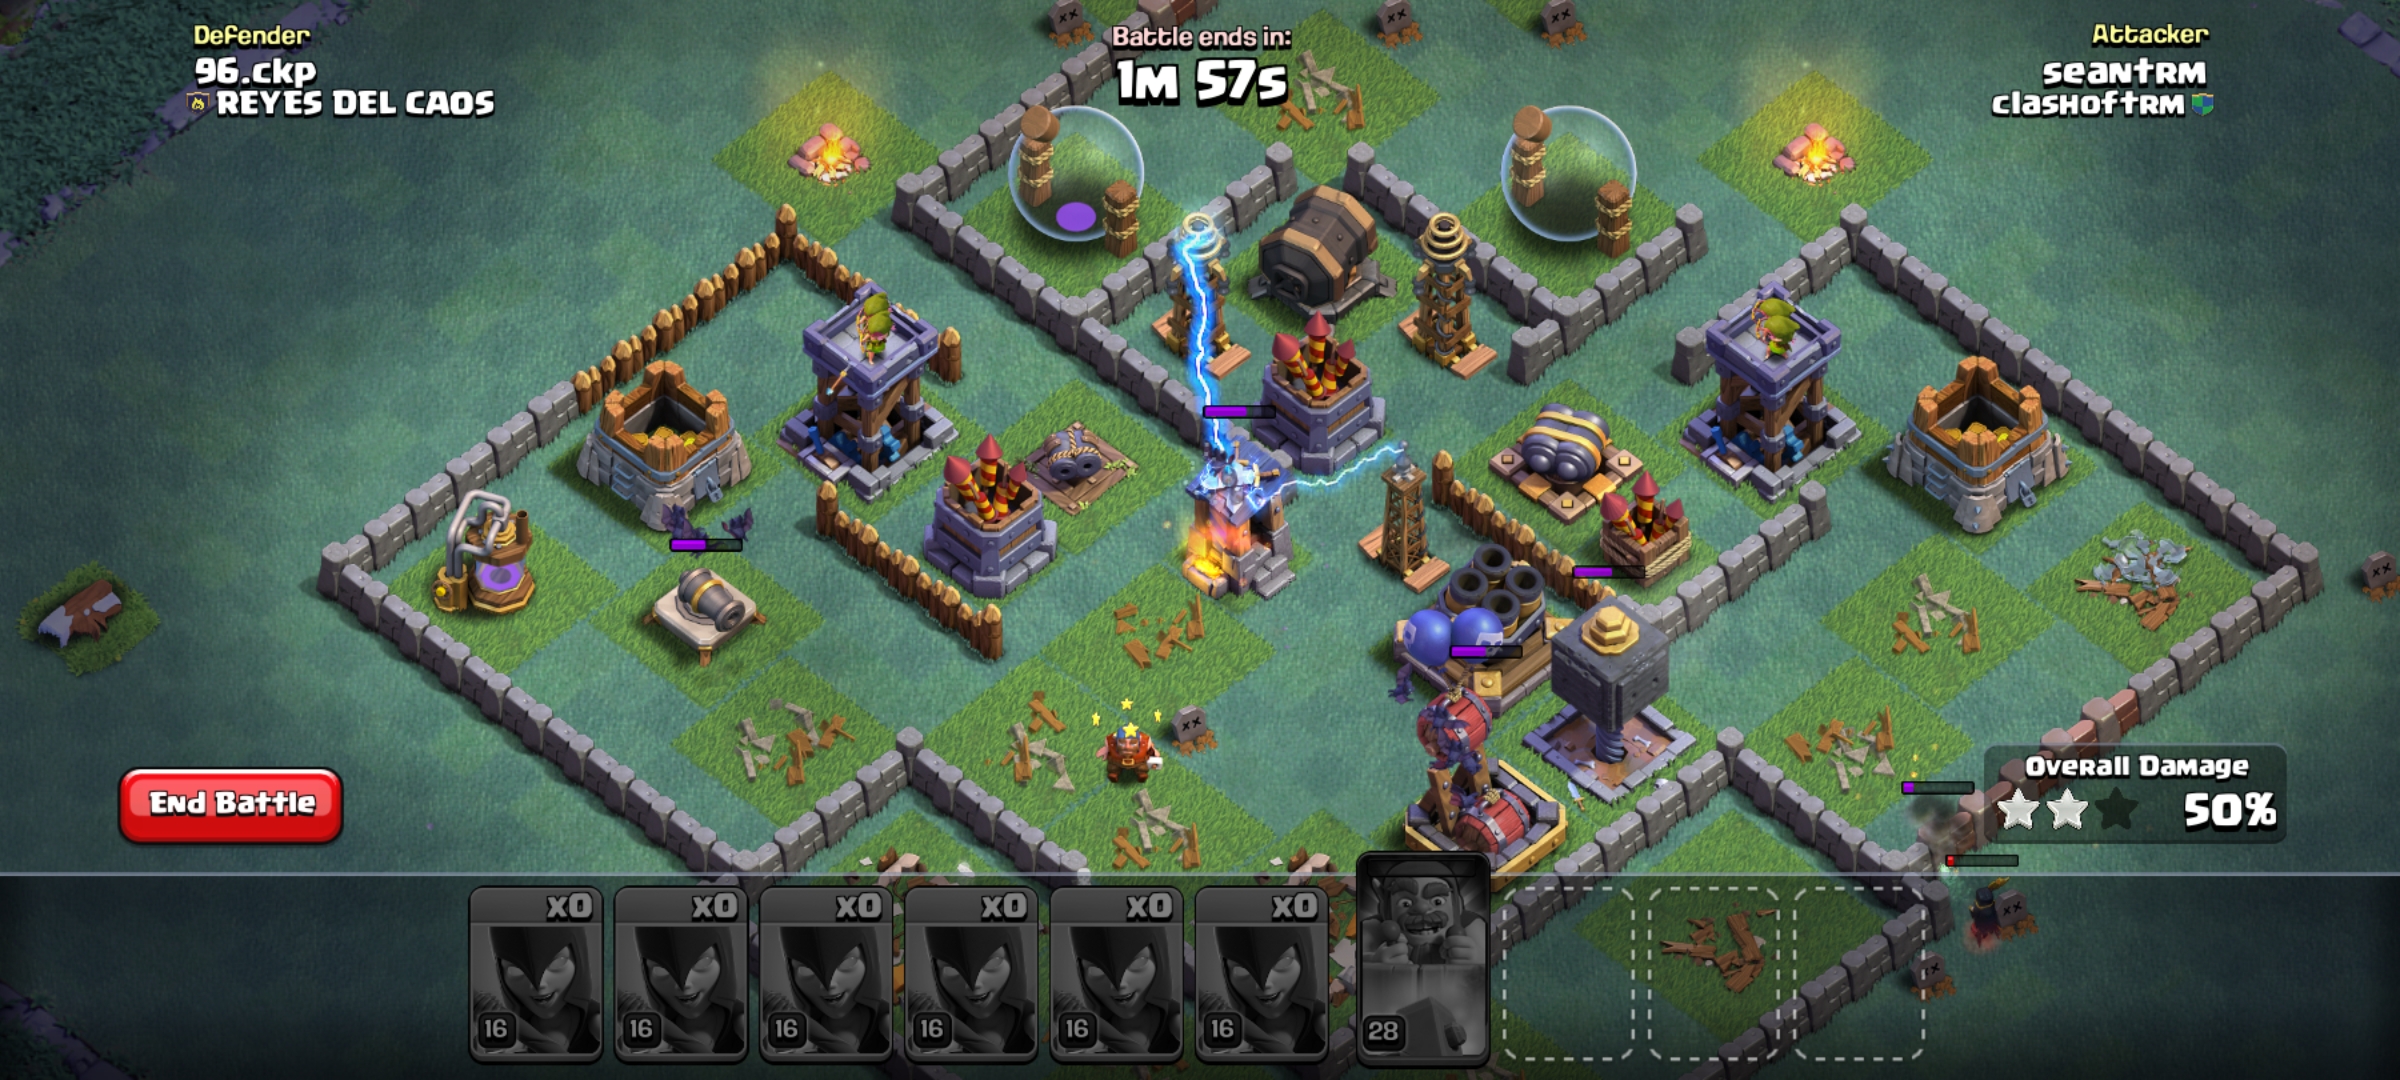 Defender
96.ckp
REYES DEL CAOS
Battle ends in:
1M 57s
Attacker
seantRM
clashoftRM
End Battle
Overall Damage
50%
x0
x0
x0
x0
x0
x0
16
16
16
16
16
16
28